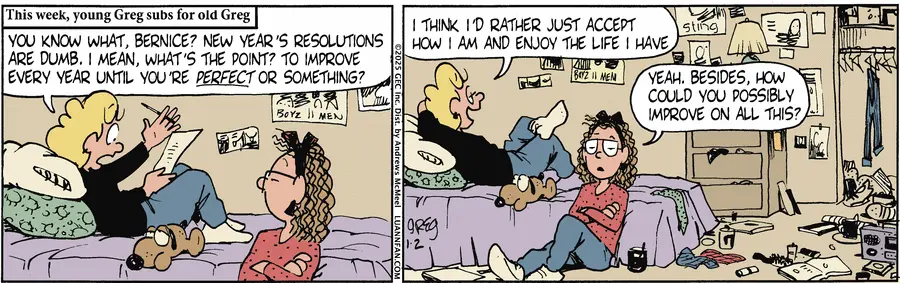 This week, young Greg subs for old Greg
YOU KNOW WHAT, BERNICE? NEW YEAR'S RESOLUTIONS
ARE DUMB. I MEAN, WHAT'S THE POINT? TO IMPROVE
EVERY YEAR UNTIL YOU'RE PERFECT OR SOMETHING?
BOYZ II MEN
©2025 GEC Inc. Dist. by Andrews McMeel LUANNFAN.COM
I THINK I'D RATHER JUST ACCEPT
HOW I AM AND ENJOY THE LIFE I HAVE
sting
BOYZ II MEN
YEAH. BESIDES, HOW
COULD YOU POSSIBLY
IMPROVE ON ALL THIS?
GREG
1-2